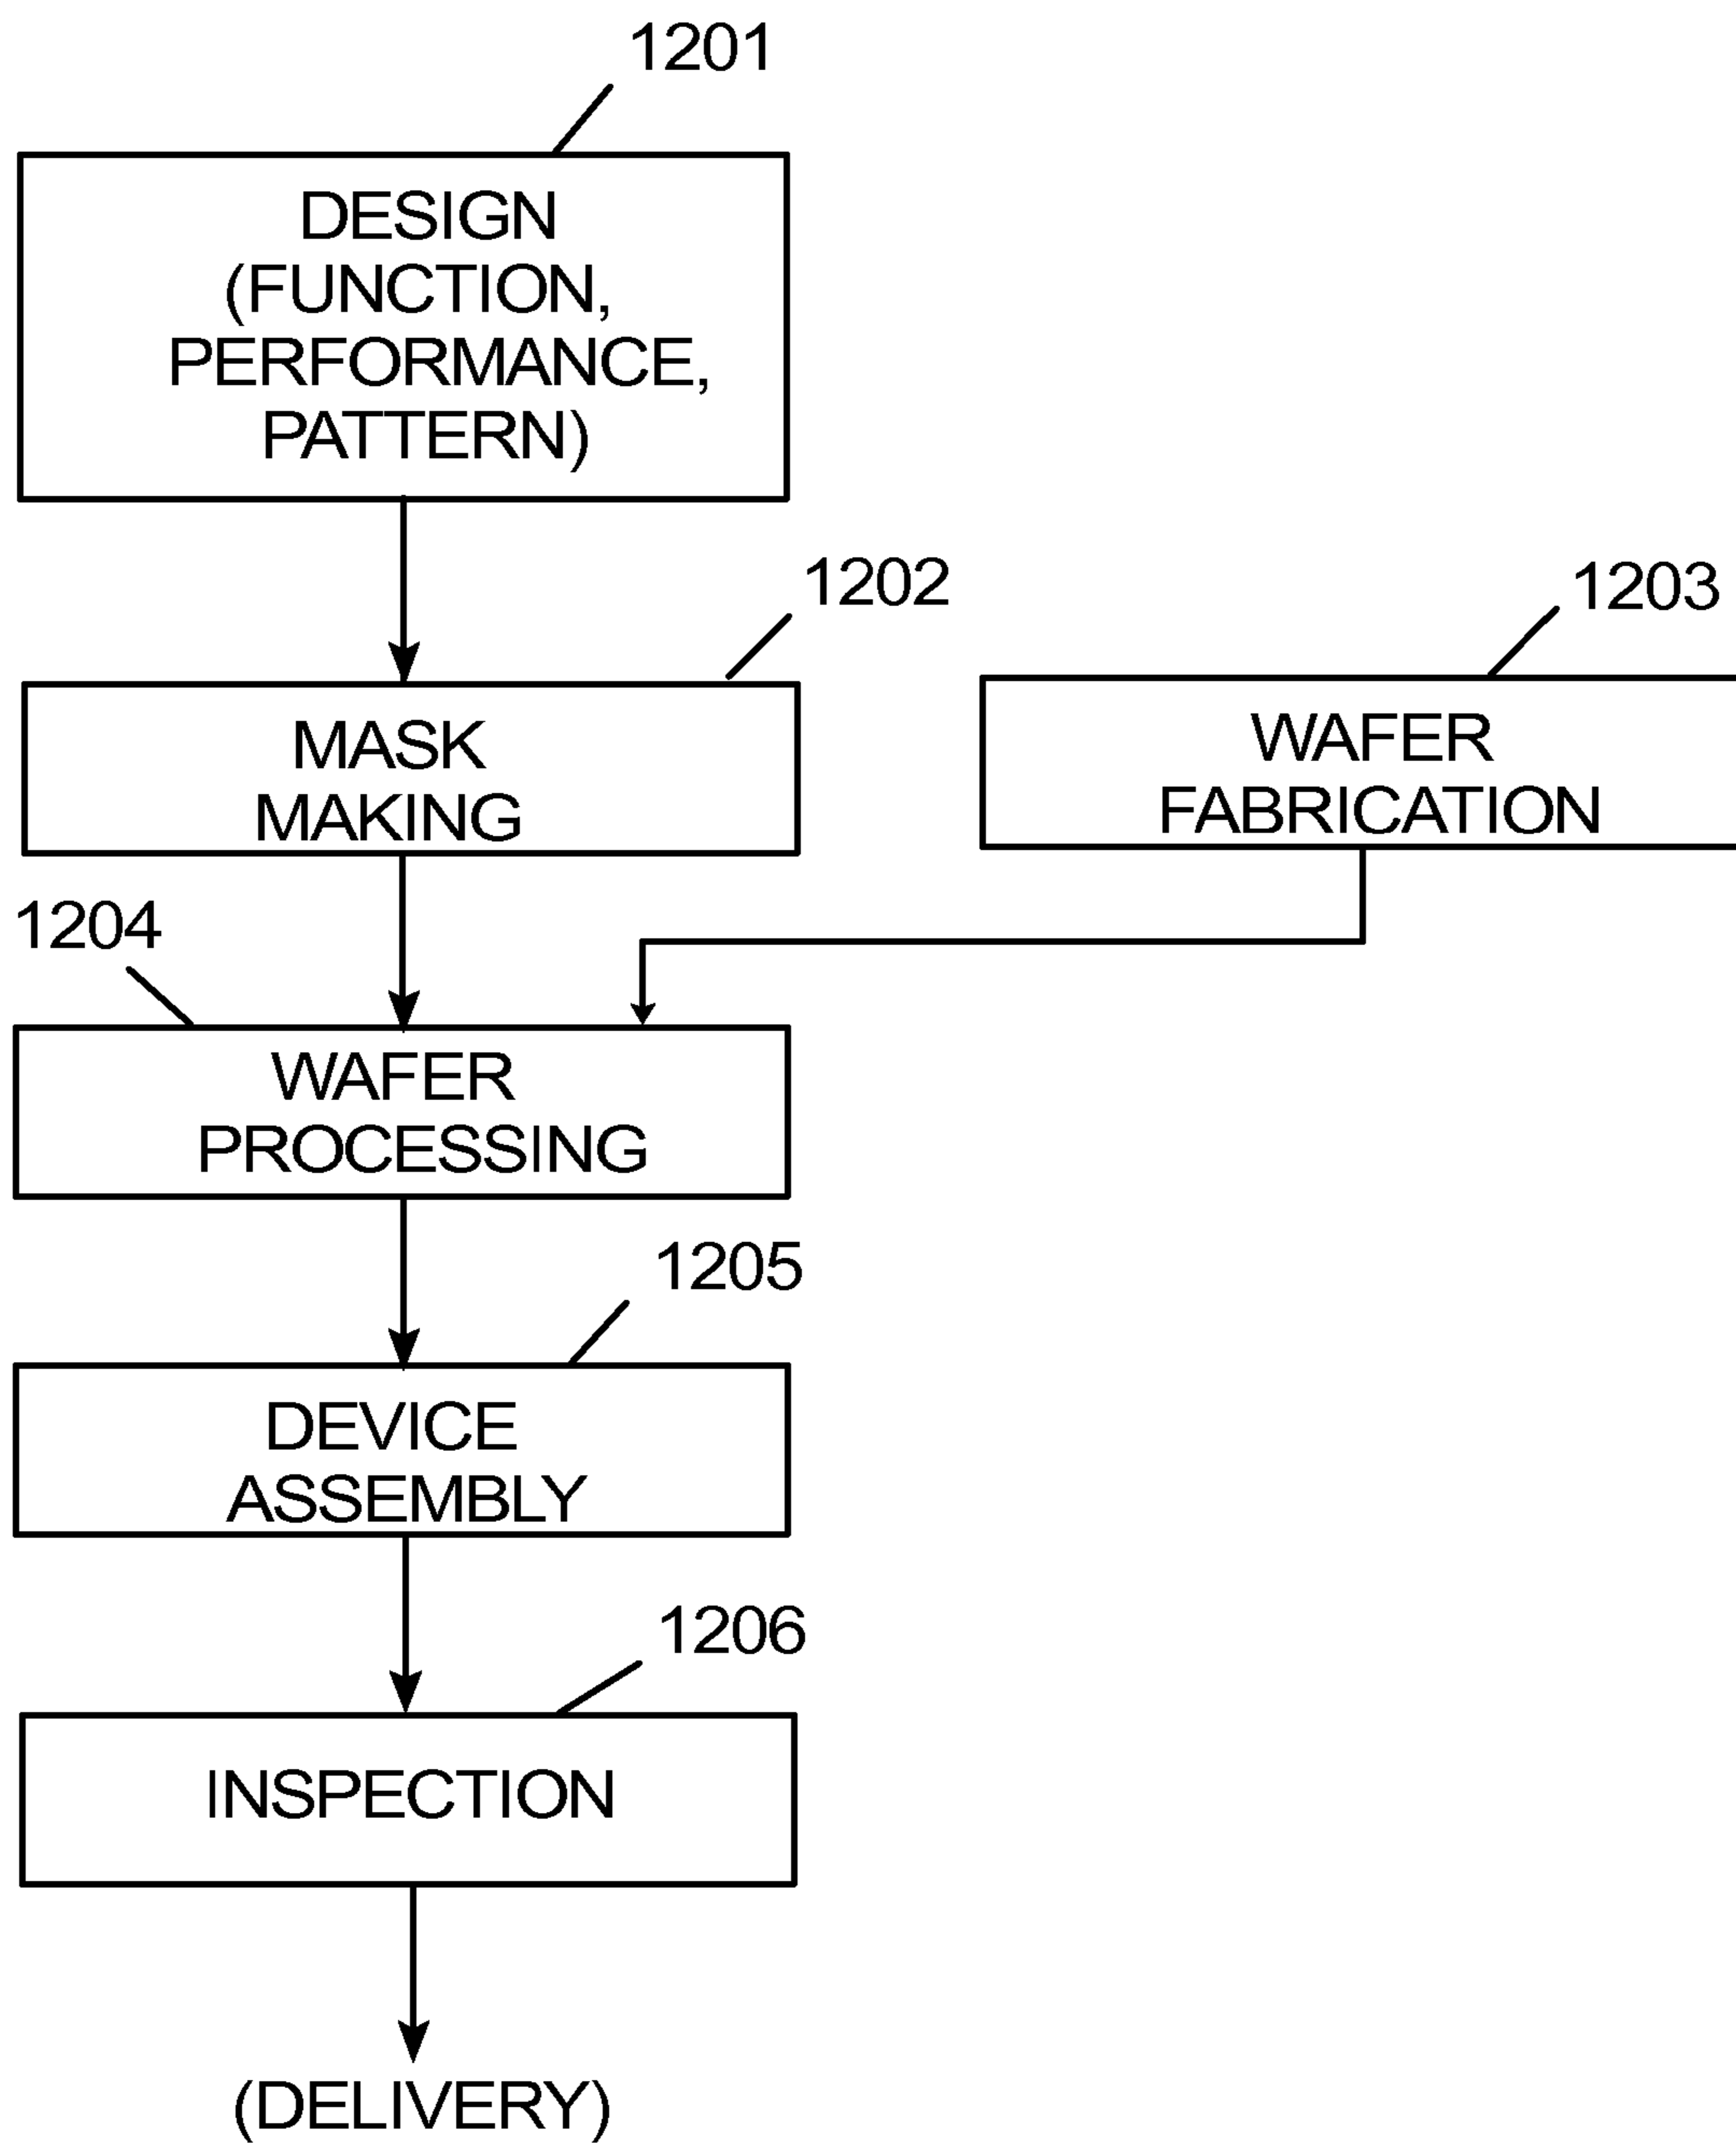 1201
DESIGN
(FUNCTION,
PERFORMANCE,
PATTERN)
1202
MASK
MAKING
1203
WAFER
FABRICATION
1204
WAFER
PROCESSING
1205
DEVICE
ASSEMBLY
1206
INSPECTION
(DELIVERY)